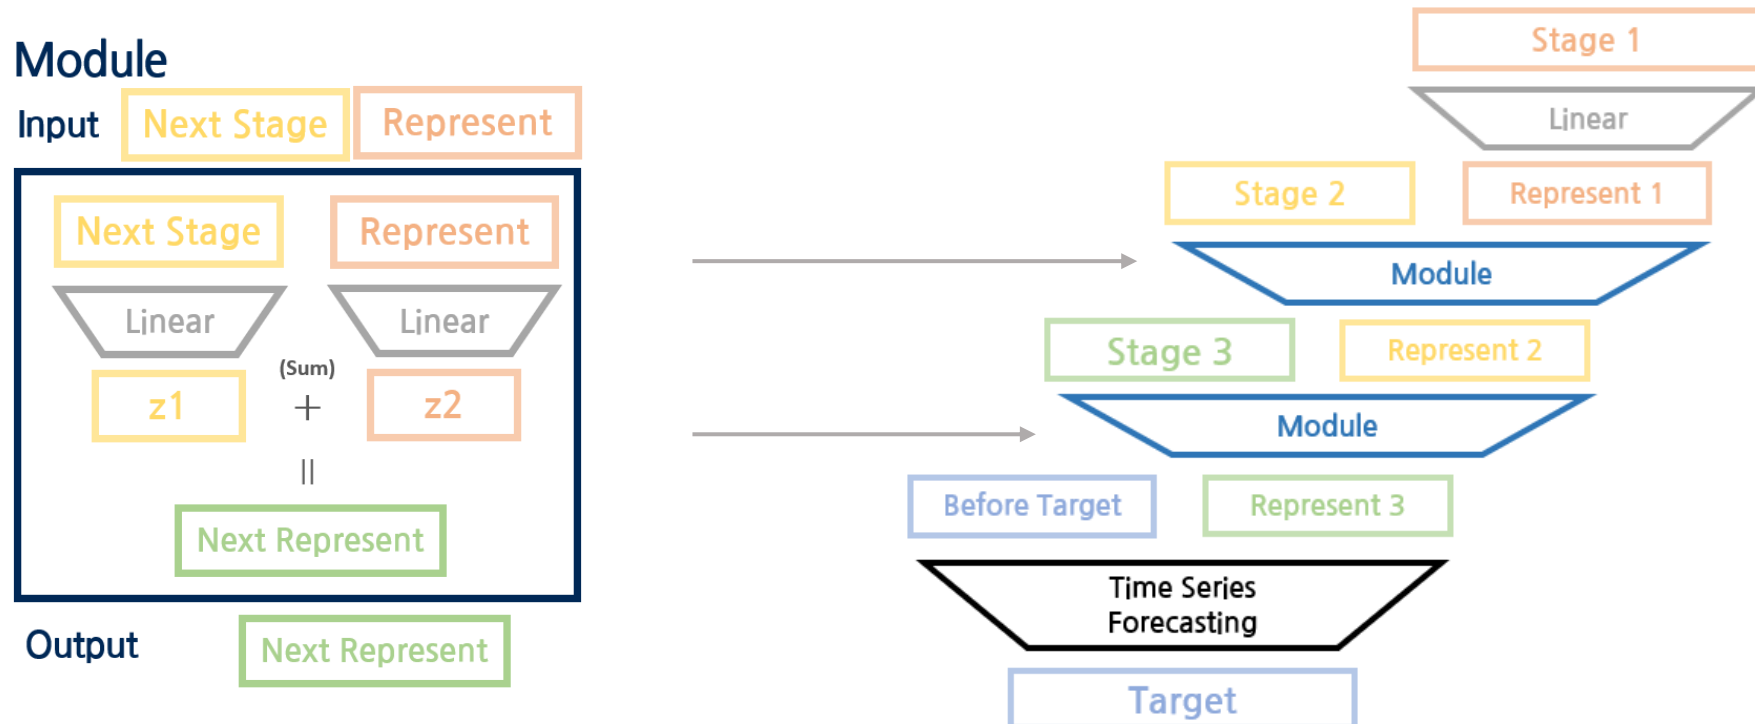 Module
Input
Next Stage
Represent
Next Stage
Represent
Linear
Linear
z1
(Sum)
+
z2
=
Next Represent
Output
Next Represent
Stage 1
Linear
Stage 2
Represent 1
Module
Stage 3
Represent 2
Module
Before Target
Represent 3
Time Series
Forecasting
Target